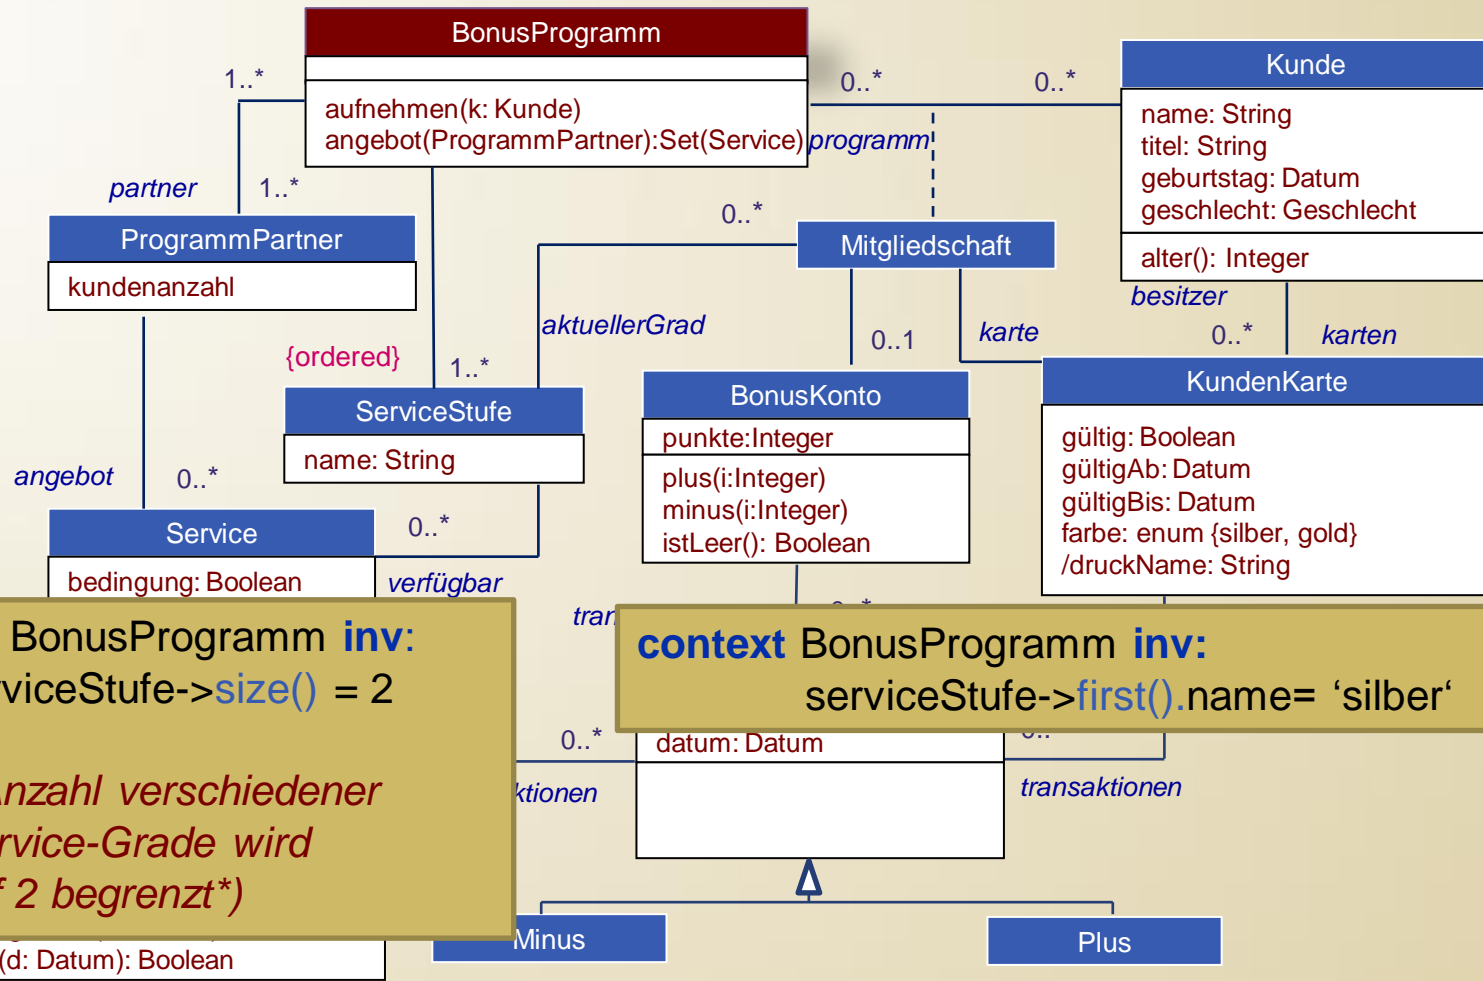 BonusProgramm
aufnehmen(k: Kunde)
angebot(ProgrammPartner):Set(Service)
1..*
0..*
0..*
programm
Kunde
name: String
titel: String
geburtstag: Datum
geschlecht: Geschlecht
alter(): Integer
partner
1..*
ProgrammPartner
kundenanzahl
0..*
Mitgliedschaft
besitzer
0..*
karten
aktuellerGrad
0..1
karte
{ordered}
1..*
ServiceStufe
name: String
BonusKonto
punkte:Integer
plus(i:Integer)
minus(i:Integer)
istLeer(): Boolean
KundenKarte
gültig: Boolean
gültigAb: Datum
gültigBis: Datum
farbe: enum {silber, gold}
/druckName: String
angebot
0..*
Service
bedingung: Boolean
0..*
verfügbar
BonusProgramm inv:
viceStufe->size() = 2
nzahl verschiedener
rvice-Grade wird
2 begrenzt*)
tran
context BonusProgramm inv:
serviceStufe->first().name= ‘silber‘
0..*
datum: Datum
ktionen
transaktionen
Minus
Plus
(d: Datum): Boolean